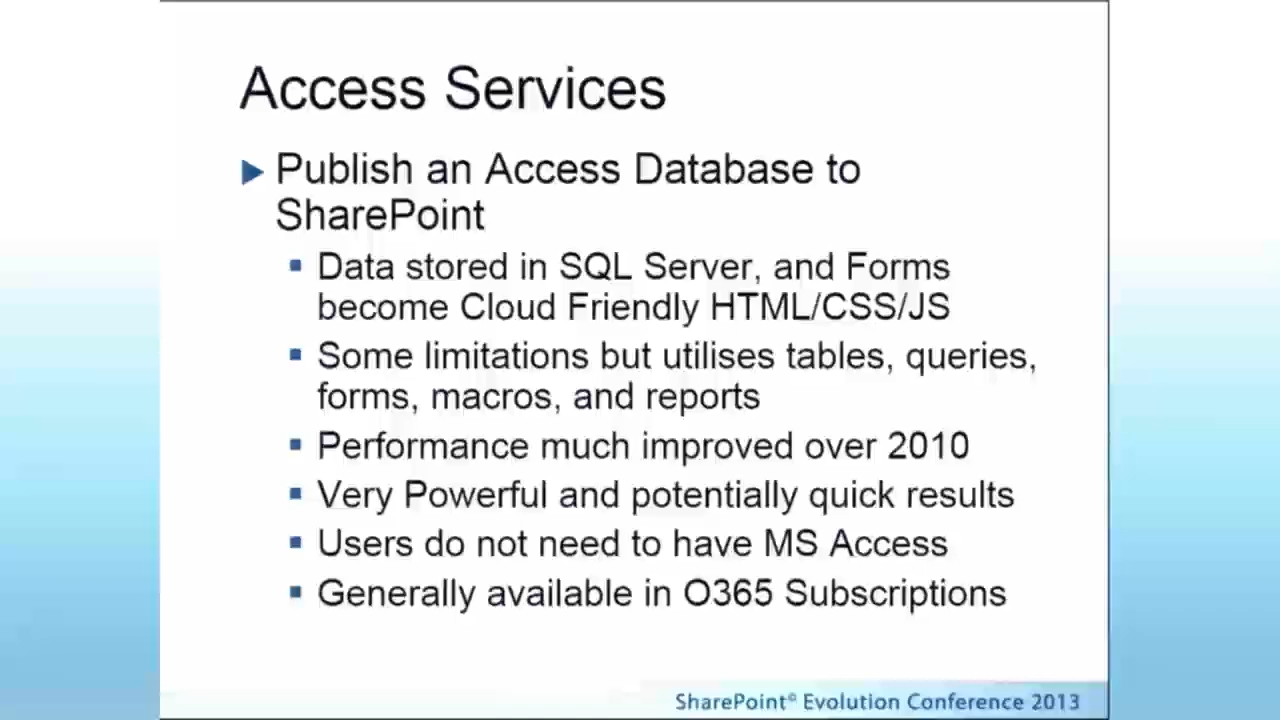 Access Services
Publish an Access Database to
SharePoint
Data stored in SQL Server, and Forms
become Cloud Friendly HTML/CSS/JS
Some limitations but utilises tables, queries,
forms, macros, and reports
Performance much improved over 2010
Very Powerful and potentially quick results
Users do not need to have MS Access
Generally available in O365 Subscriptions
SharePoint® Evolution Conference 2013